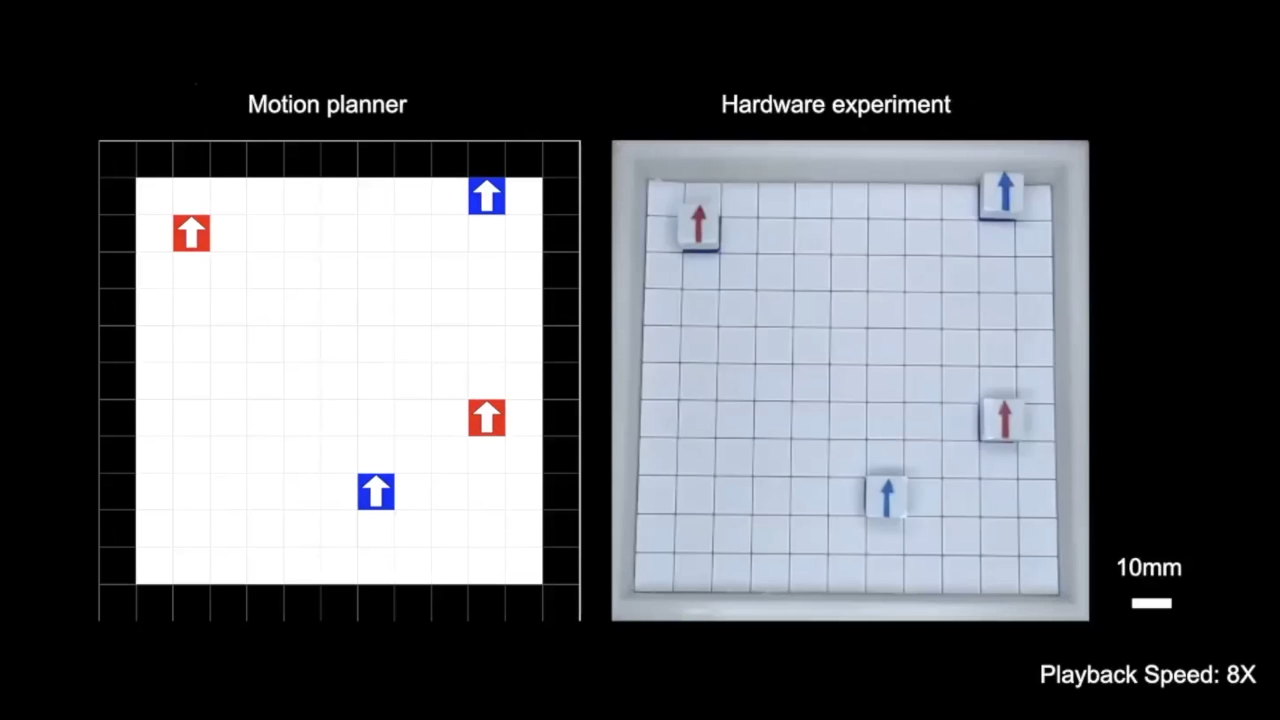 Motion planner
Hardware experiment
10mm
Playback Speed: 8X